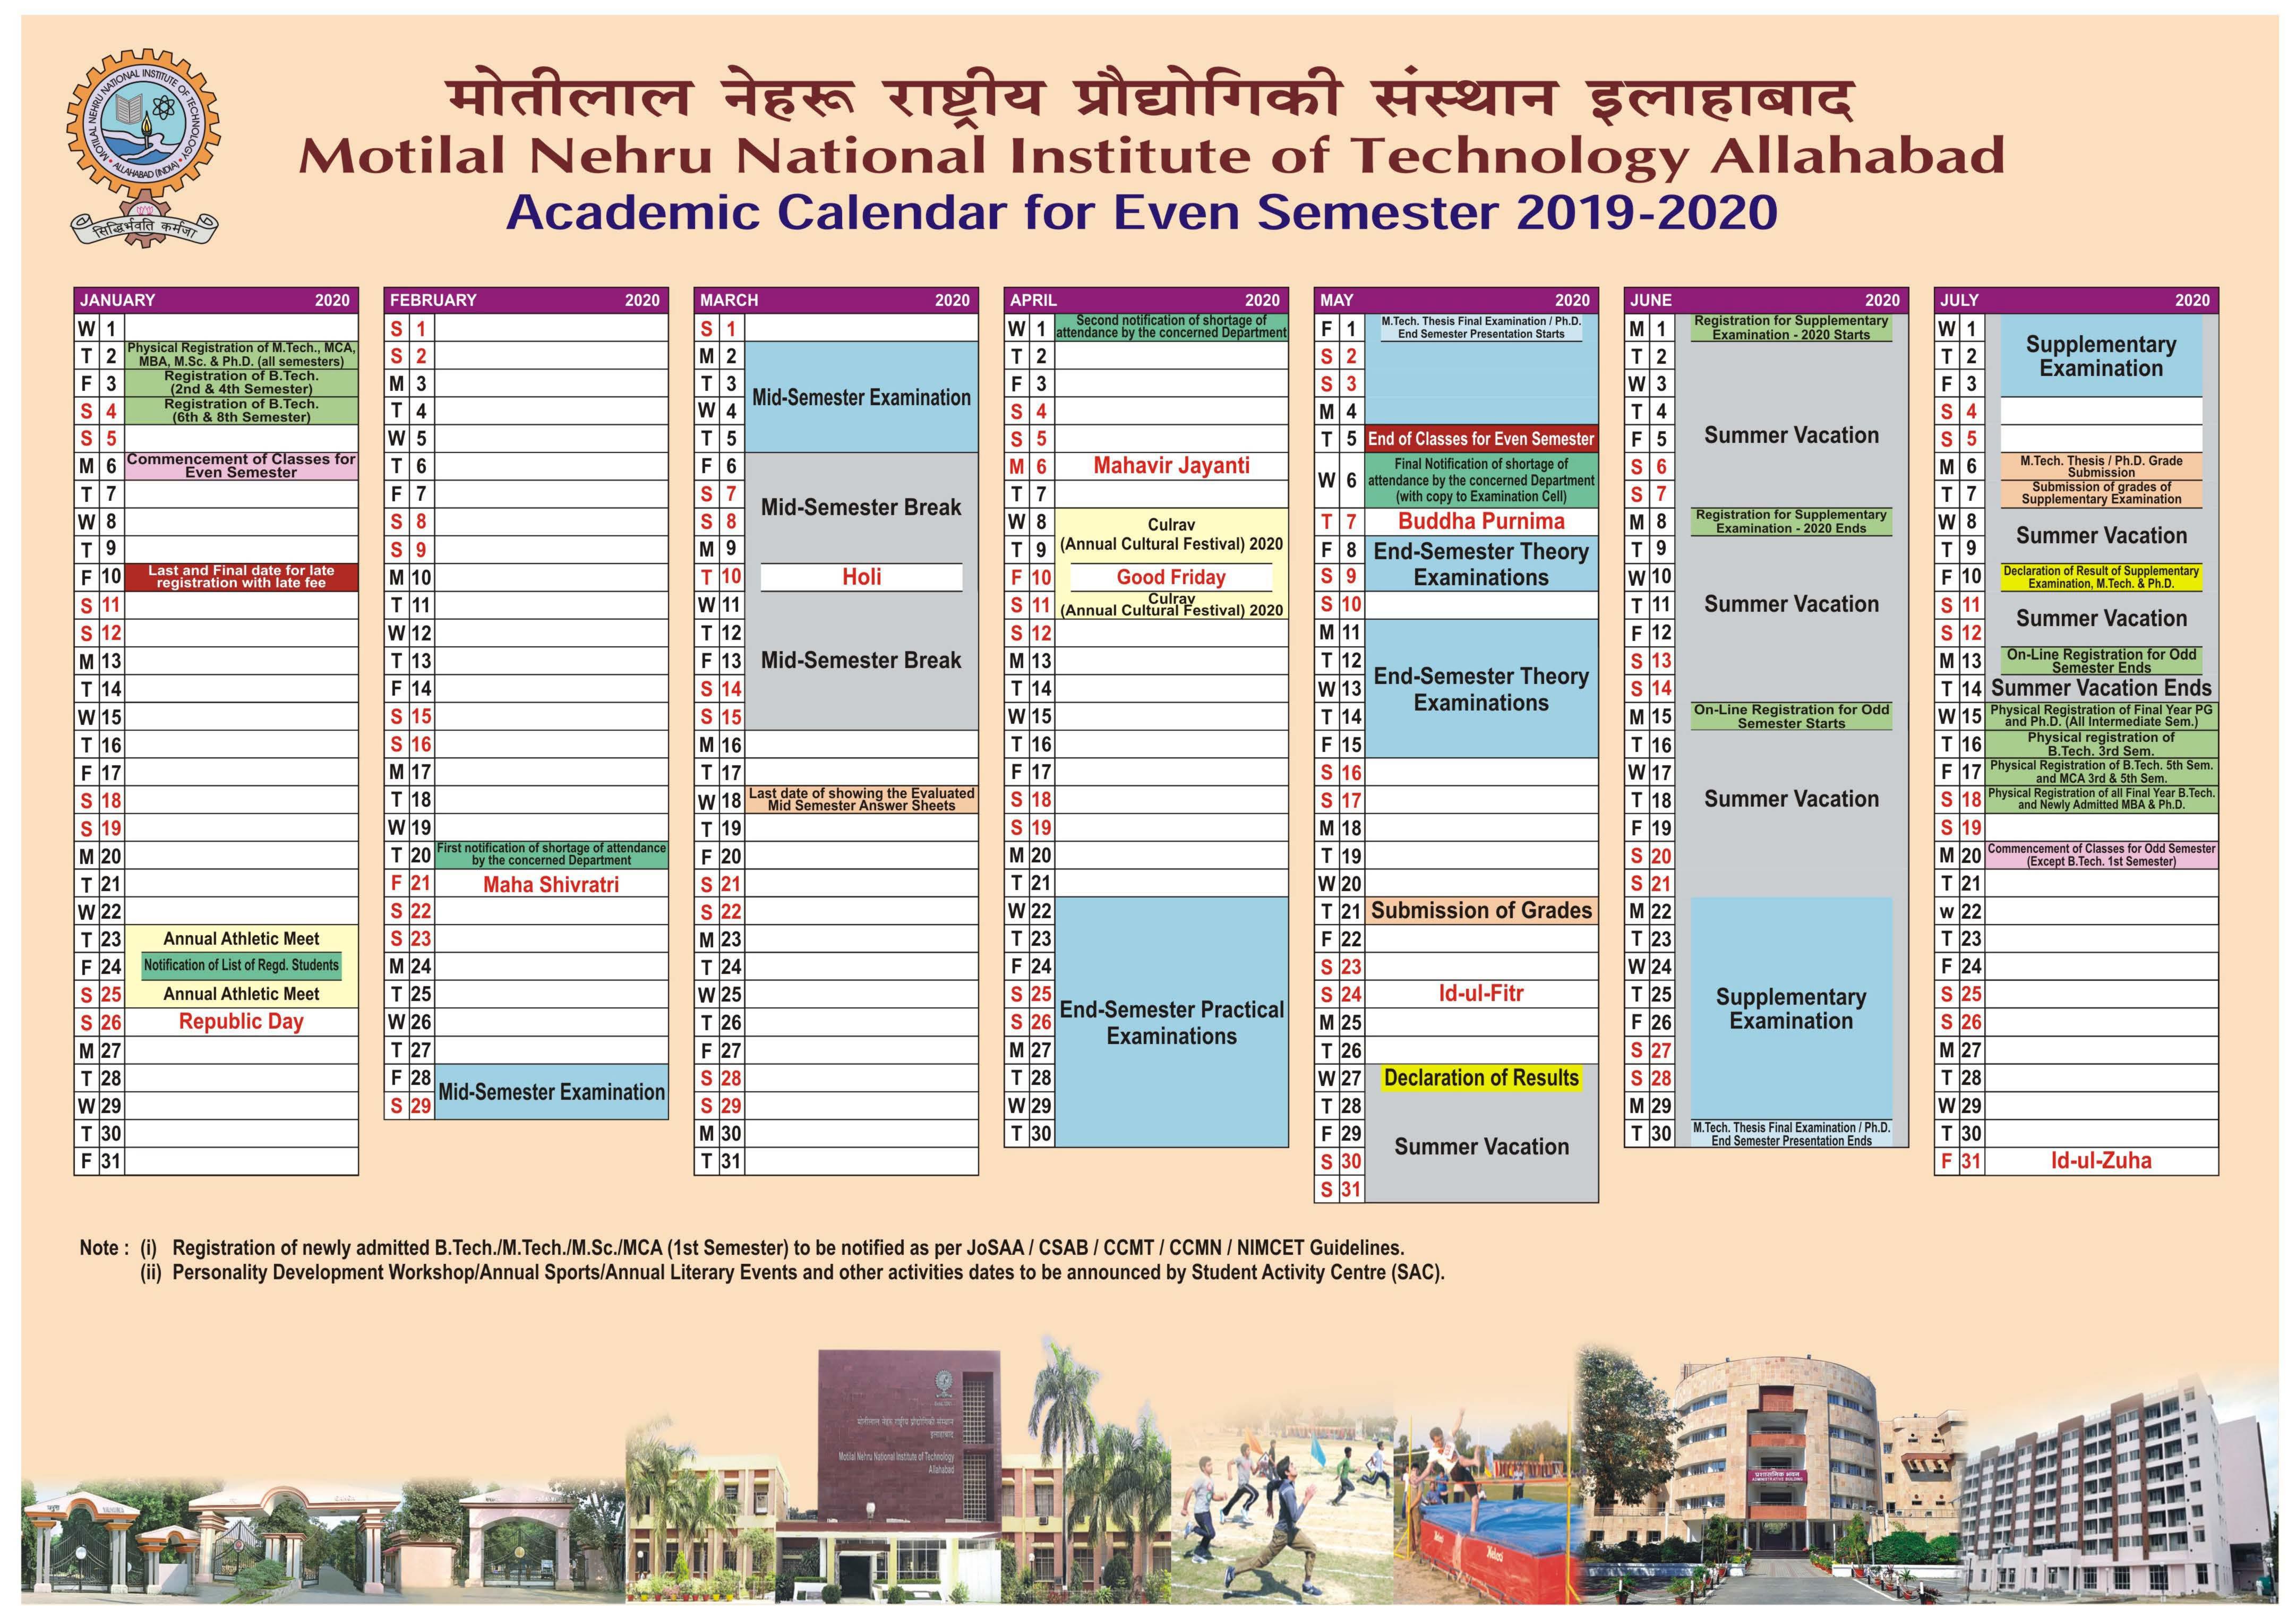 MOTILAL NEHRU NATIONAL INSTITUTE OF TECHNOLOGY
ALLAHABAD (INDIA)
सिद्धिर्भवति कर्मजा
मोतीलाल नेहरू राष्ट्रीय प्रौद्योगिकी संस्थान इलाहाबाद
Motilal Nehru National Institute of Technology Allahabad
Academic Calendar for Even Semester 2019-2020
JANUARY 2020
W 1
T 2 Physical Registration of M.Tech., MCA,
MBA, M.Sc. & Ph.D. (all semesters)
F 3 Registration of B.Tech.
(2nd & 4th Semester)
S 4 Registration of B.Tech.
(6th & 8th Semester)
S 5
M 6 Commencement of Classes for
Even Semester
T 7
W 8
T 9
F 10 Last and Final date for late
registration with late fee
S 11
S 12
M 13
T 14
W 15
T 16
F 17
S 18
S 19
M 20
T 21
W 22
T 23 Annual Athletic Meet
F 24 Notification of List of Regd. Students
S 25 Annual Athletic Meet
S 26 Republic Day
M 27
T 28
W 29
T 30
F 31
FEBRUARY 2020
S 1
S 2
M 3
T 4
W 5
T 6
F 7
S 8
S 9
M 10
T 11
W 12
T 13
F 14
S 15
S 16
M 17
T 18
W 19
T 20 First notification of shortage of attendance
by the concerned Department
F 21 Maha Shivratri
S 22
S 23
M 24
T 25
W 26
T 27
F 28
Mid-Semester Examination
S 29
MARCH 2020
S 1
M 2
T 3
Mid-Semester Examination
W 4
T 5
F 6
S 7
Mid-Semester Break
S 8
M 9
T 10 Holi
W 11
T 12
F 13 Mid-Semester Break
S 14
S 15
M 16
T 17
W 18 Last date of showing the Evaluated
Mid Semester Answer Sheets
T 19
F 20
S 21
S 22
M 23
T 24
W 25
T 26
F 27
S 28
S 29
M 30
T 31
APRIL 2020
W 1 Second notification of shortage of
attendance by the concerned Department
T 2
F 3
S 4
S 5
M 6 Mahavir Jayanti
T 7
W 8 Culrav
T 9 (Annual Cultural Festival) 2020
F 10 Good Friday
S 11 Culrav
(Annual Cultural Festival) 2020
S 12
M 13
T 14
W 15
T 16
F 17
S 18
S 19
M 20
T 21
W 22
T 23
F 24
S 25 End-Semester Practical
S 26 Examinations
M 27
T 28
W 29
T 30
MAY 2020
F 1 M.Tech. Thesis Final Examination / Ph.D.
End Semester Presentation Starts
S 2
S 3
M 4
T 5 End of Classes for Even Semester
W 6 Final Notification of shortage of
attendance by the concerned Department
(with copy to Examination Cell)
T 7 Buddha Purnima
F 8 End-Semester Theory
S 9 Examinations
S 10
M 11
T 12 End-Semester Theory
W 13 Examinations
T 14
F 15
S 16
S 17
M 18
T 19
W 20
T 21 Submission of Grades
F 22
S 23
S 24 Id-ul-Fitr
M 25
T 26
W 27 Declaration of Results
T 28
F 29 Summer Vacation
S 30
S 31
JUNE 2020
M 1 Registration for Supplementary
Examination - 2020 Starts
T 2
W 3
T 4
F 5 Summer Vacation
S 6
S 7
M 8 Registration for Supplementary
Examination - 2020 Ends
T 9
W 10
T 11 Summer Vacation
F 12
S 13
S 14
M 15 On-Line Registration for Odd
Semester Starts
T 16
W 17
T 18 Summer Vacation
F 19
S 20
S 21
M 22
T 23
W 24
T 25 Supplementary
F 26 Examination
S 27
S 28
M 29
T 30 M.Tech. Thesis Final Examination / Ph.D.
End Semester Presentation Ends
JULY 2020
W 1
T 2 Supplementary
F 3 Examination
S 4
S 5
M 6 M.Tech. Thesis / Ph.D. Grade
Submission
T 7 Submission of grades of
Supplementary Examination
W 8 Summer Vacation
T 9
F 10 Declaration of Result of Supplementary
Examination, M.Tech. & Ph.D.
S 11 Summer Vacation
S 12
M 13 On-Line Registration for Odd
Semester Ends
T 14 Summer Vacation Ends
W 15 Physical Registration of Final Year PG
and Ph.D. (All Intermediate Sem.)
T 16 Physical registration of
B.Tech. 3rd Sem.
F 17 Physical Registration of B.Tech. 5th Sem.
and MCA 3rd & 5th Sem.
S 18 Physical Registration of all Final Year B.Tech.
and Newly Admitted MBA & Ph.D.
S 19
M 20 Commencement of Classes for Odd Semester
(Except B.Tech. 1st Semester)
T 21
w 22
T 23
F 24
S 25
S 26
M 27
T 28
W 29
T 30
F 31 Id-ul-Zuha
Note : (i) Registration of newly admitted B.Tech./M.Tech./M.Sc./MCA (1st Semester) to be notified as per JoSAA / CSAB / CCMT / CCMN / NIMCET Guidelines.
(ii) Personality Development Workshop/Annual Sports/Annual Literary Events and other activities dates to be announced by Student Activity Centre (SAC).
मोतीलाल नेहरू राष्ट्रीय प्रौद्योगिकी संस्थान
इलाहाबाद
Motilal Nehru National Institute of Technology
Allahabad
प्रशासनिक भवन
ADMINISTRATIVE BUILDING